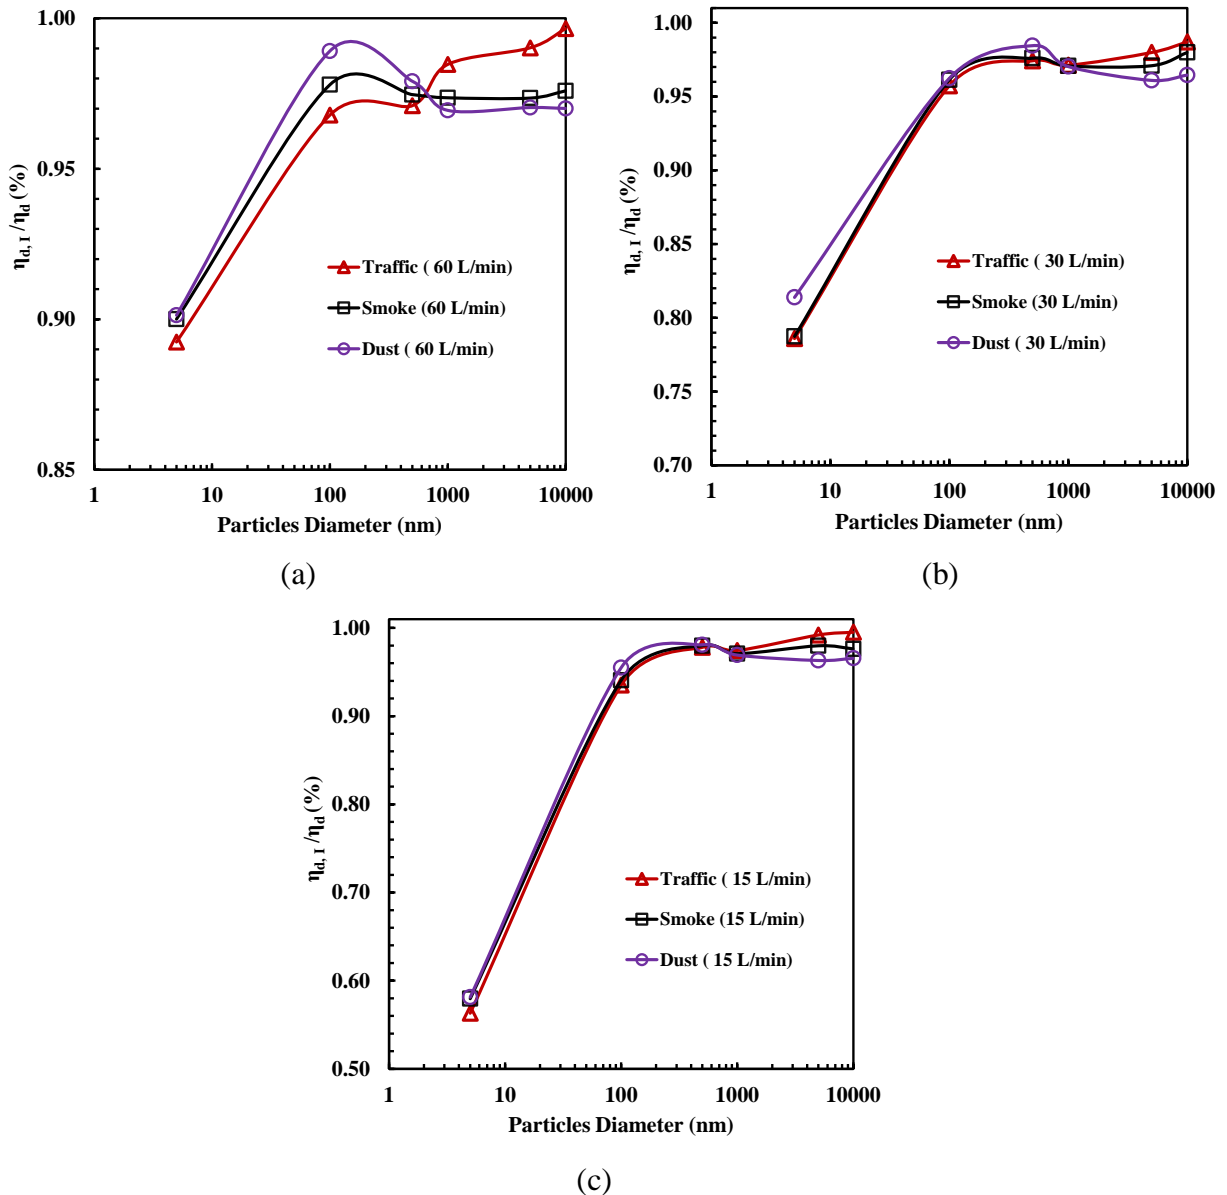 1.00
0.95
0.90
0.85
η_{d, I} /η_d (%)
1 10 100 1000 10000
Particles Diameter (nm)
Traffic ( 60 L/min)
Smoke (60 L/min)
Dust ( 60 L/min)
(a)
1.00
0.95
0.90
0.85
0.80
0.75
0.70
η_{d, I} /η_d (%)
1 10 100 1000 10000
Particles Diameter (nm)
Traffic ( 30 L/min)
Smoke (30 L/min)
Dust ( 30 L/min)
(b)
1.00
0.90
0.80
0.70
0.60
0.50
η_{d, I} /η_d (%)
1 10 100 1000 10000
Particles Diameter (nm)
Traffic ( 15 L/min)
Smoke (15 L/min)
Dust ( 15 L/min)
(c)